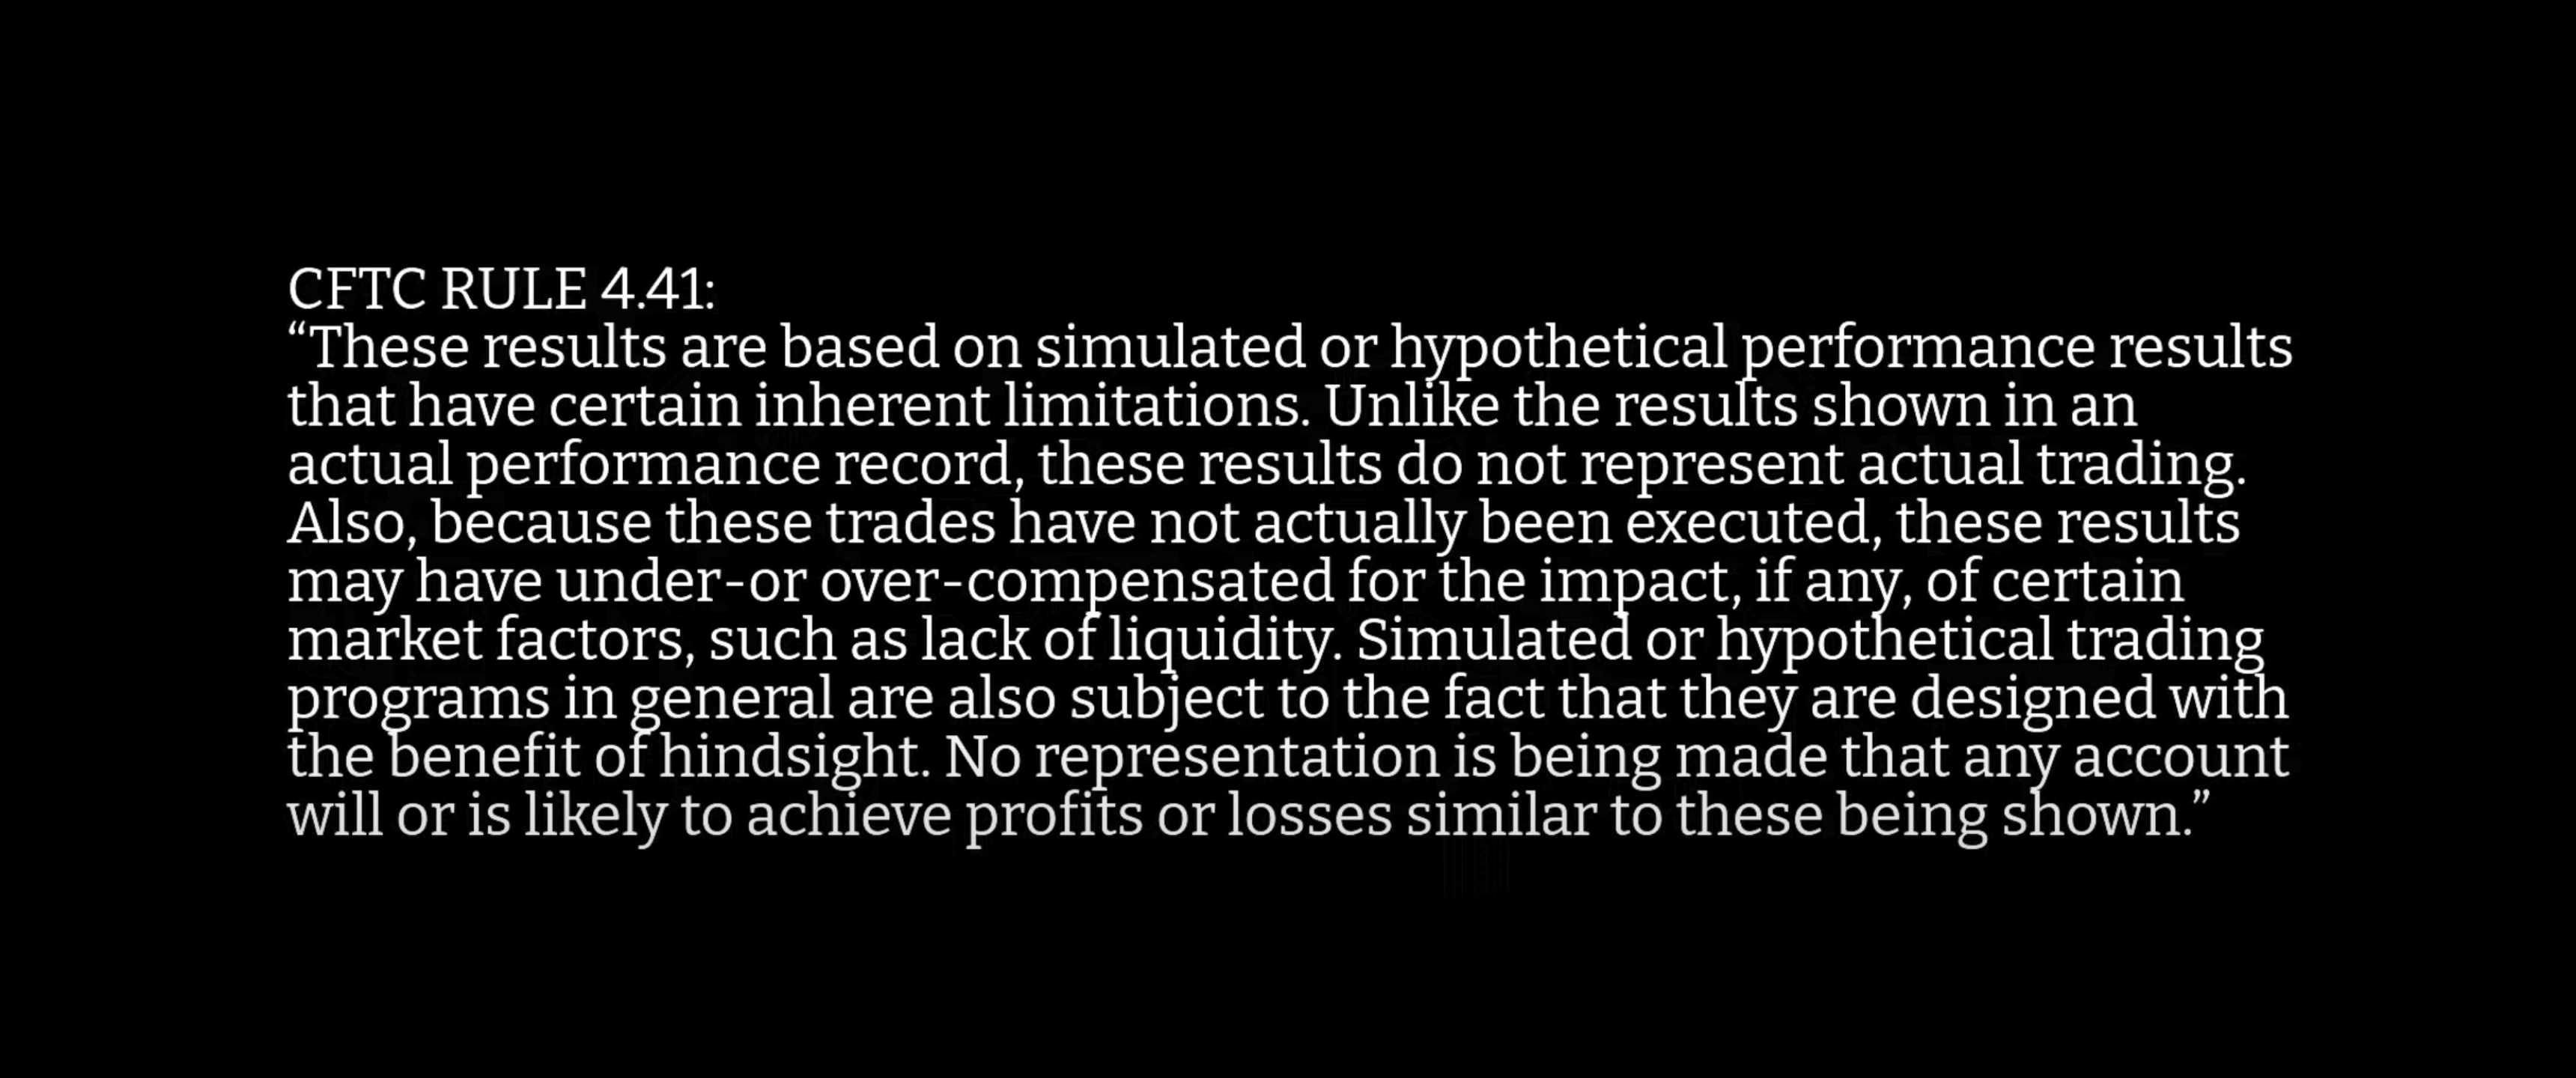 CFTC RULE 4.41:
“These results are based on simulated or hypothetical performance results
that have certain inherent limitations. Unlike the results shown in an
actual performance record, these results do not represent actual trading.
Also, because these trades have not actually been executed, these results
may have under-or over-compensated for the impact, if any, of certain
market factors, such as lack of liquidity. Simulated or hypothetical trading
programs in general are also subject to the fact that they are designed with
the benefit of hindsight. No representation is being made that any account
will or is likely to achieve profits or losses similar to these being shown.”